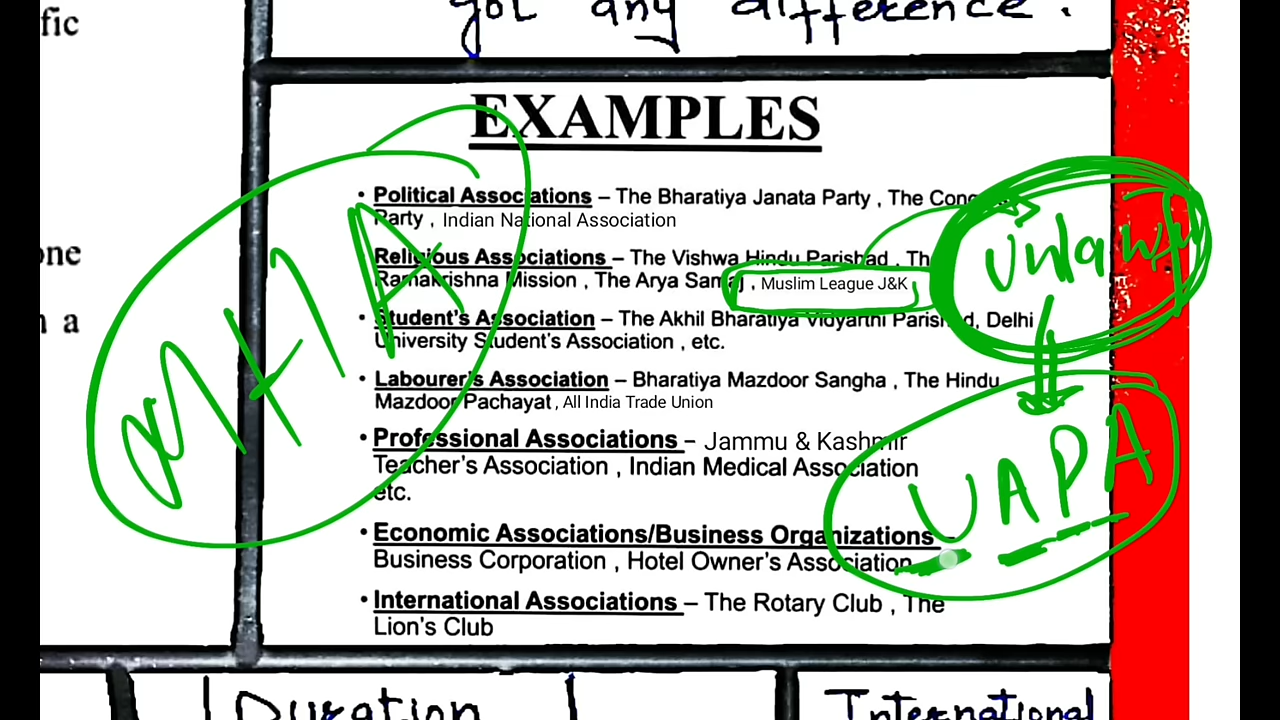 fic
got any difference.
EXAMPLES
• Political Associations – The Bharatiya Janata Party , The
Party , Indian National Association
• Religious Associations – The Vishwa Hindu Parishad , The
Ramakrishna Mission , The Arya Samaj , Muslim League J&K
unlawful
one
n a
• Student's Association – The Akhil Bharatiya Vidyarthi Parishad, Delhi
University Student's Association , etc.
MHA
• Labourer's Association – Bharatiya Mazdoor Sangha , The Hindu
Mazdoor Pachayat , All India Trade Union
• Professional Associations – Jammu & Kashmir
Teacher's Association , Indian Medical Association
etc.
UAPA
• Economic Associations/Business Organizations –
Business Corporation , Hotel Owner's Association
• International Associations – The Rotary Club , The
Lion's Club
Duration
International